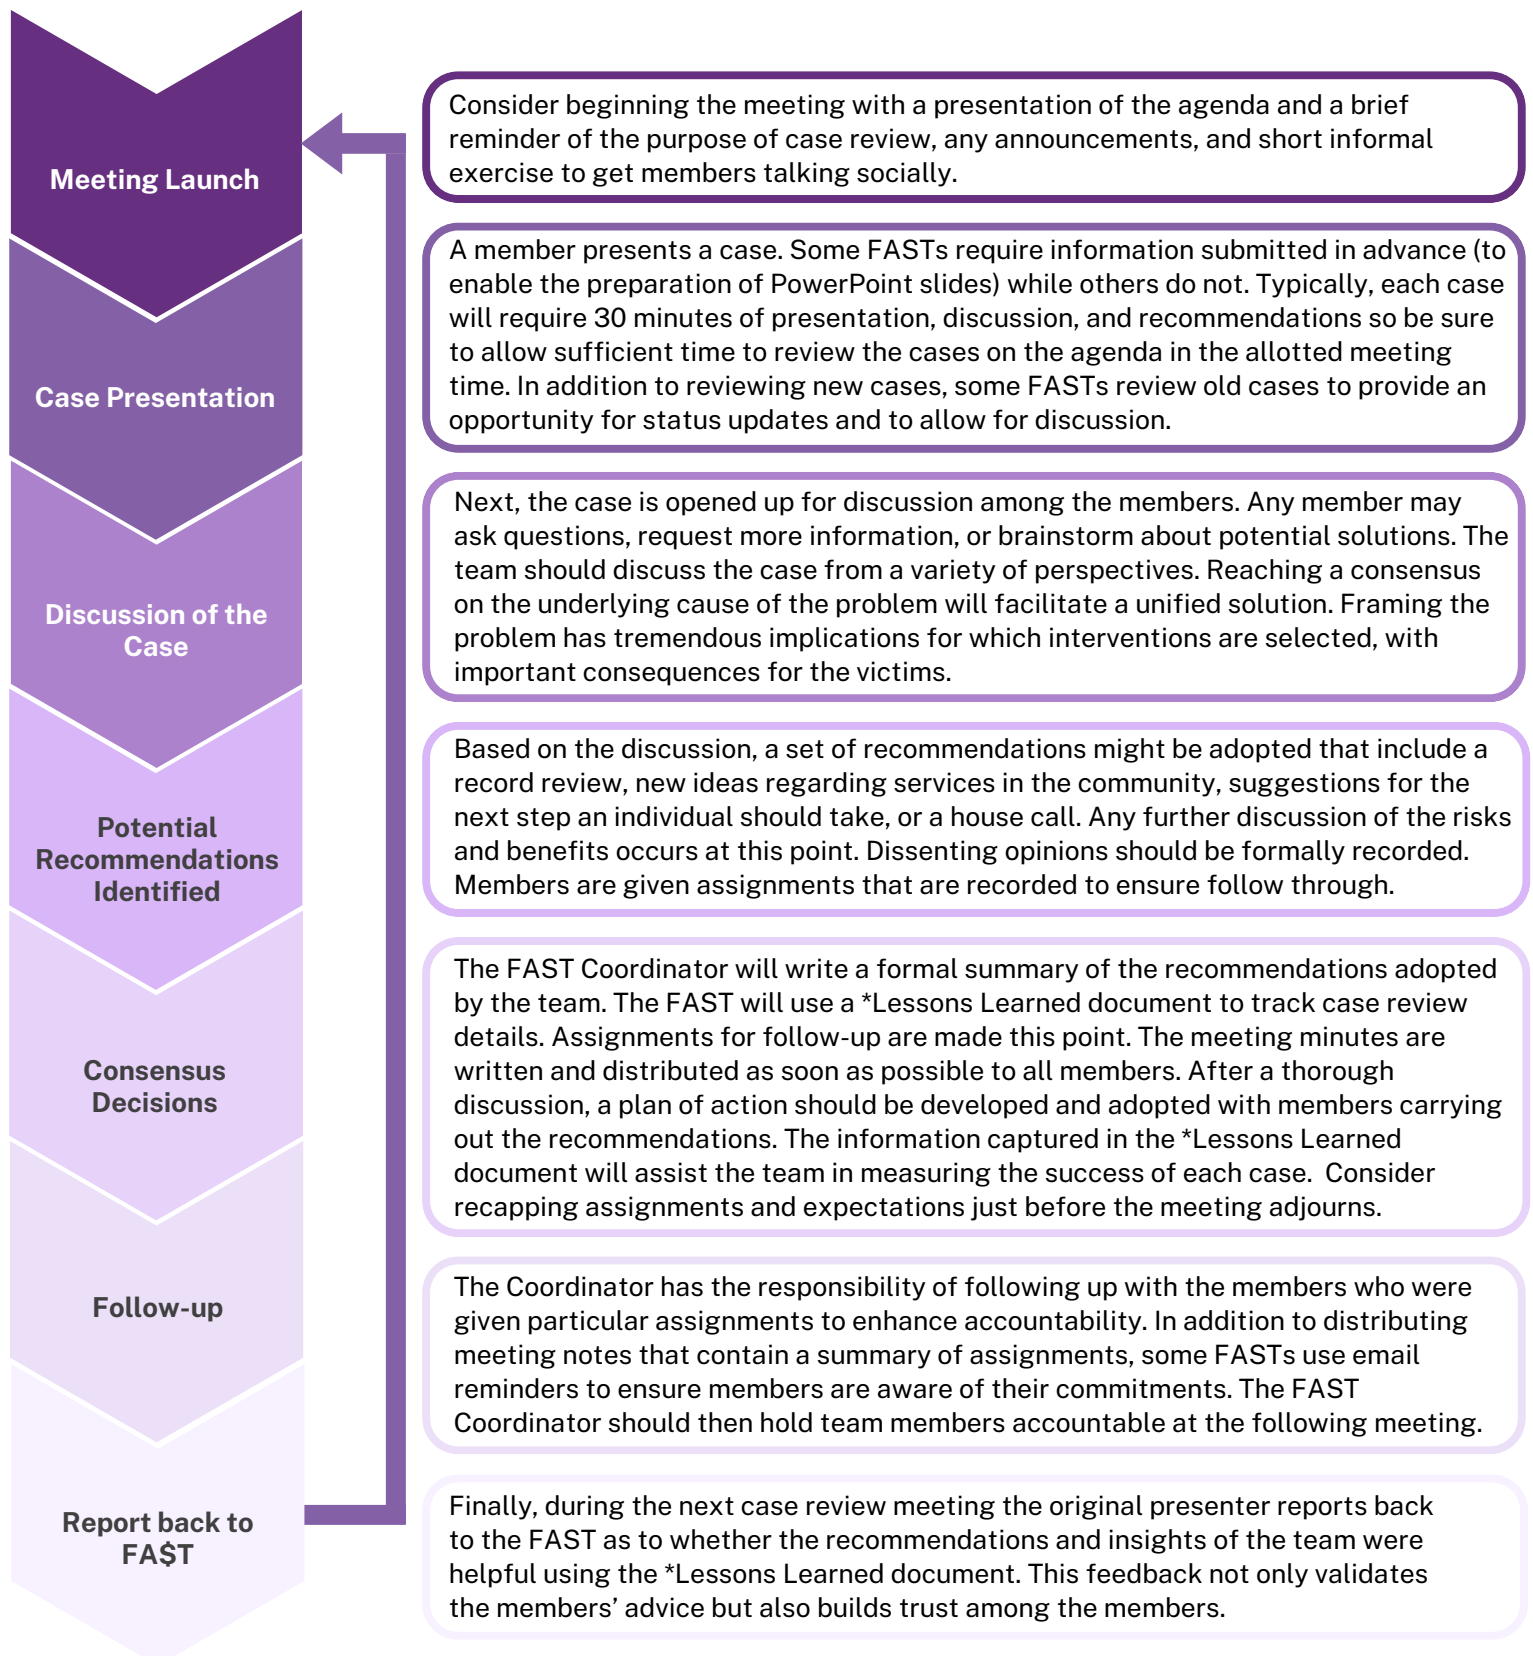 Meeting Launch
Consider beginning the meeting with a presentation of the agenda and a brief
reminder of the purpose of case review, any announcements, and short informal
exercise to get members talking socially.
Case Presentation
A member presents a case. Some FASTs require information submitted in advance (to
enable the preparation of PowerPoint slides) while others do not. Typically, each case
will require 30 minutes of presentation, discussion, and recommendations so be sure
to allow sufficient time to review the cases on the agenda in the allotted meeting
time. In addition to reviewing new cases, some FASTs review old cases to provide an
opportunity for status updates and to allow for discussion.
Discussion of the
Case
Next, the case is opened up for discussion among the members. Any member may
ask questions, request more information, or brainstorm about potential solutions. The
team should discuss the case from a variety of perspectives. Reaching a consensus
on the underlying cause of the problem will facilitate a unified solution. Framing the
problem has tremendous implications for which interventions are selected, with
important consequences for the victims.
Potential
Recommendations
Identified
Based on the discussion, a set of recommendations might be adopted that include a
record review, new ideas regarding services in the community, suggestions for the
next step an individual should take, or a house call. Any further discussion of the risks
and benefits occurs at this point. Dissenting opinions should be formally recorded.
Members are given assignments that are recorded to ensure follow through.
Consensus
Decisions
The FAST Coordinator will write a formal summary of the recommendations adopted
by the team. The FAST will use a *Lessons Learned document to track case review
details. Assignments for follow-up are made this point. The meeting minutes are
written and distributed as soon as possible to all members. After a thorough
discussion, a plan of action should be developed and adopted with members carrying
out the recommendations. The information captured in the *Lessons Learned
document will assist the team in measuring the success of each case.  Consider
recapping assignments and expectations just before the meeting adjourns.
Follow-up
The Coordinator has the responsibility of following up with the members who were
given particular assignments to enhance accountability. In addition to distributing
meeting notes that contain a summary of assignments, some FASTs use email
reminders to ensure members are aware of their commitments. The FAST
Coordinator should then hold team members accountable at the following meeting.
Report back to
FA$T
Finally, during the next case review meeting the original presenter reports back
to the FAST as to whether the recommendations and insights of the team were
helpful using the *Lessons Learned document. This feedback not only validates
the members’ advice but also builds trust among the members.